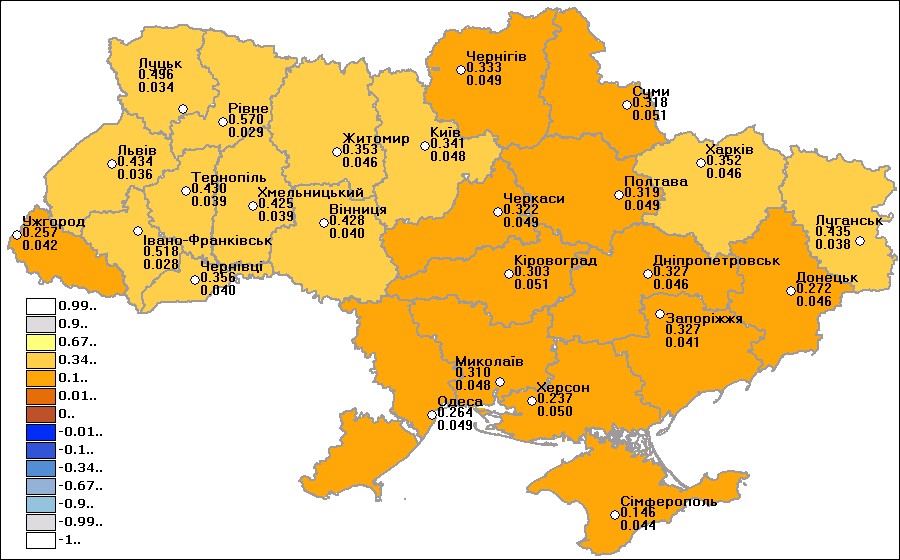 Чернігів
0.333
0.049
Луцьк
0.496
0.034
Суми
0.318
0.051
Рівне
0.570
0.029
Київ
0.341
0.048
Житомир
0.353
0.046
Львів
0.434
0.036
Харків
0.352
0.046
Тернопіль
0.430
0.039
Полтава
0.319
0.049
Хмельницький
0.425
0.039
Черкаси
0.322
0.049
Вінниця
0.428
0.040
Ужгород
0.257
0.042
Луганськ
0.435
0.038
Івано-Франківськ
0.518
0.028
Чернівці
0.356
0.040
Кіровоград
0.303
0.051
Дніпропетровськ
0.327
0.046
Донецьк
0.272
0.046
Запоріжжя
0.327
0.041
Миколаїв
0.310
0.048
Херсон
0.237
0.050
Одеса
0.264
0.049
Сімферополь
0.146
0.044
0.99..
0.9..
0.67..
0.34..
0.1..
0.01..
0..
-0.01..
-0.1..
-0.34..
-0.67..
-0.9..
-0.99..
-1..